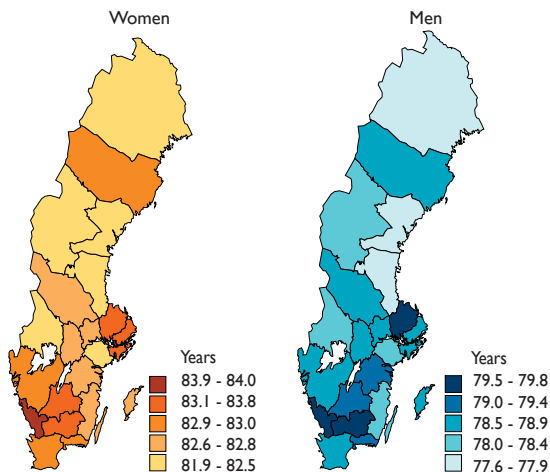 Women
Men
Years
83.9 - 84.0
83.1 - 83.8
82.9 - 83.0
82.6 - 82.8
81.9 - 82.5
Years
79.5 - 79.8
79.0 - 79.4
78.5 - 78.9
78.0 - 78.4
77.6 - 77.9